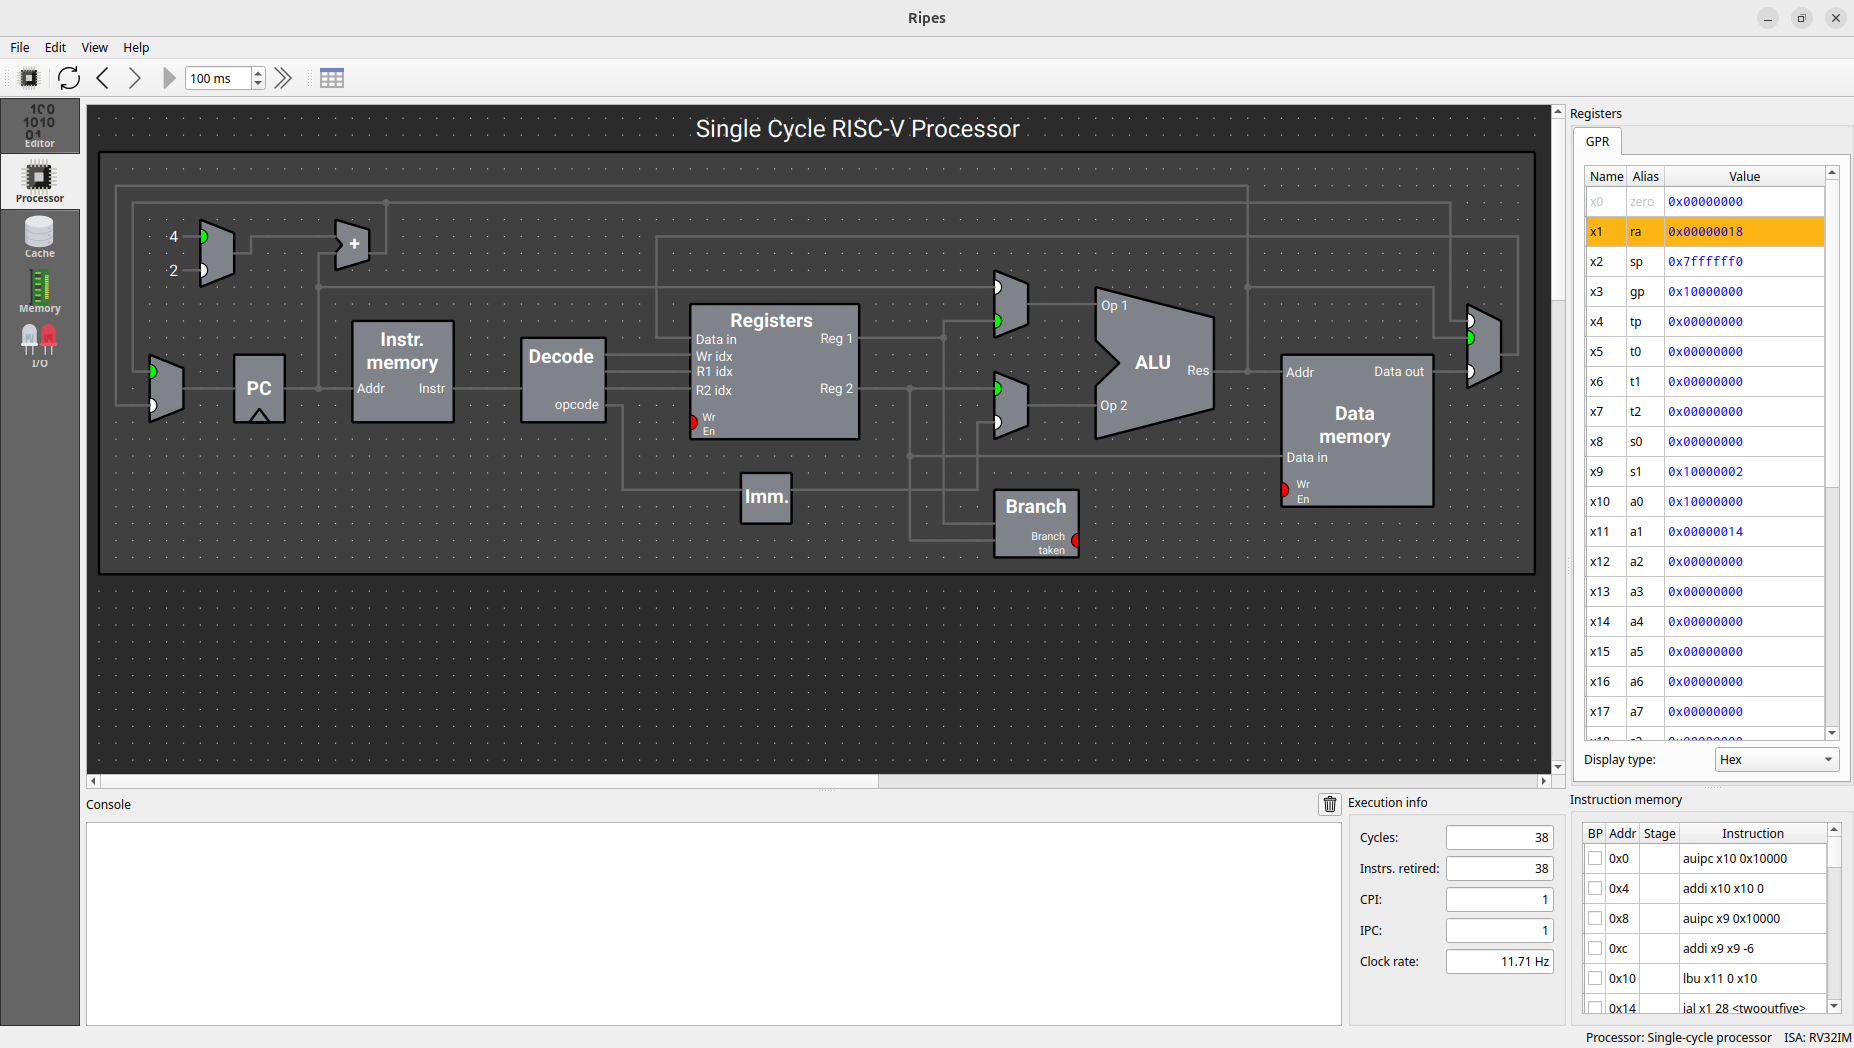 Ripes
File Edit View Help
100 ms
100
1010
01
Editor
Processor
Cache
Memory
I/O
Single Cycle RISC-V Processor
4
2
+
PC
Instr.
memory
Addr Instr
Decode
opcode
Registers
Data in
Wr idx
R1 idx
R2 idx
Wr
En
Reg 1
Reg 2
Imm.
Op 1
Op 2
ALU
Res
Branch
Branch
taken
Addr Data out
Data
memory
Data in
Wr
En
Registers
GPR
Name Alias Value
x0 zero 0x00000000
x1 ra 0x00000018
x2 sp 0x7ffffff0
x3 gp 0x10000000
x4 tp 0x00000000
x5 t0 0x00000000
x6 t1 0x00000000
x7 t2 0x00000000
x8 s0 0x00000000
x9 s1 0x10000002
x10 a0 0x10000000
x11 a1 0x00000014
x12 a2 0x00000000
x13 a3 0x00000000
x14 a4 0x00000000
x15 a5 0x00000000
x16 a6 0x00000000
x17 a7 0x00000000
Display type: Hex
Console
Execution info
Cycles: 38
Instrs. retired: 38
CPI: 1
IPC: 1
Clock rate: 11.71 Hz
Instruction memory
BP Addr Stage Instruction
0x0 auipc x10 0x10000
0x4 addi x10 x10 0
0x8 auipc x9 0x10000
0xc addi x9 x9 -6
0x10 lbu x11 0 x10
0x14 jal x1 28 <twooutfive>
Processor: Single-cycle processor ISA: RV32IM